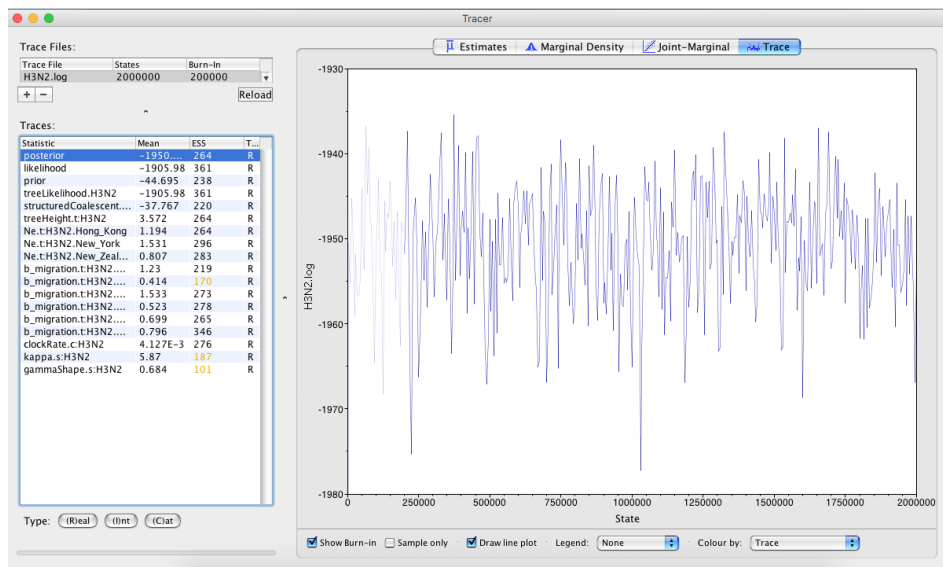 Tracer
Trace Files:
Trace File States Burn-In
H3N2.log 2000000 200000
+ − Reload
Traces:
Statistic Mean ESS T...
posterior -1950.... 264 R
likelihood -1905.98 361 R
prior -44.695 238 R
treeLikelihood.H3N2 -1905.98 361 R
structuredCoalescent.... -37.767 220 R
treeHeight.t:H3N2 3.572 264 R
Ne.t:H3N2.Hong_Kong 1.194 264 R
Ne.t:H3N2.New_York 1.531 296 R
Ne.t:H3N2.New_Zeal... 0.807 283 R
b_migration.t:H3N2.... 1.23 219 R
b_migration.t:H3N2.... 0.414 170 R
b_migration.t:H3N2.... 1.533 273 R
b_migration.t:H3N2.... 0.523 278 R
b_migration.t:H3N2.... 0.699 265 R
b_migration.t:H3N2.... 0.796 346 R
clockRate.c:H3N2 4.127E-3 276 R
kappa.s:H3N2 5.87 187 R
gammaShape.s:H3N2 0.684 101 R
Type: (R)eal (I)nt (C)at
Estimates Marginal Density Joint-Marginal Trace
-1930
-1940
-1950
-1960
-1970
-1980
H3N2.log
0 250000 500000 750000 1000000 1250000 1500000 1750000 2000000
State
Show Burn-in Sample only Draw line plot Legend: None Colour by: Trace